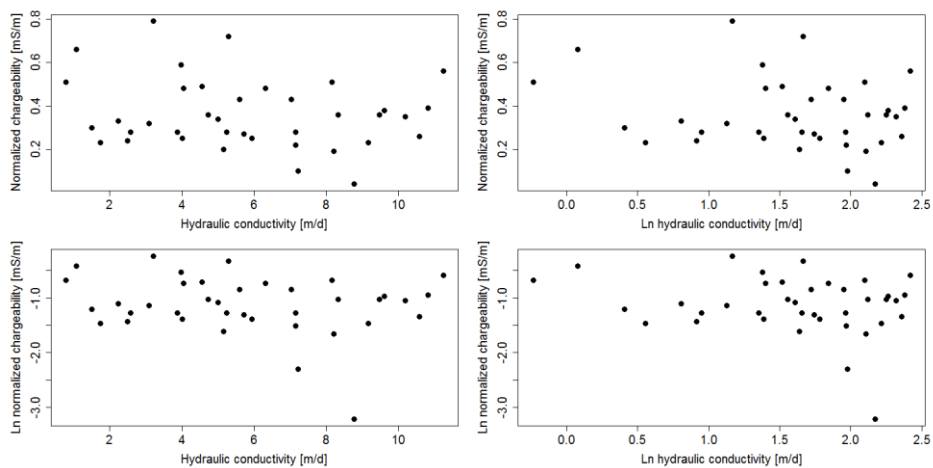 Normalized chargeability [mS/m]
0.8
0.6
0.4
0.2
2 4 6 8 10
Hydraulic conductivity [m/d]
Normalized chargeability [mS/m]
0.8
0.6
0.4
0.2
0.0 0.5 1.0 1.5 2.0 2.5
Ln hydraulic conductivity [m/d]
Ln normalized chargeability [mS/m]
-1.0
-2.0
-3.0
2 4 6 8 10
Hydraulic conductivity [m/d]
Ln normalized chargeability [mS/m]
-1.0
-2.0
-3.0
0.0 0.5 1.0 1.5 2.0 2.5
Ln hydraulic conductivity [m/d]